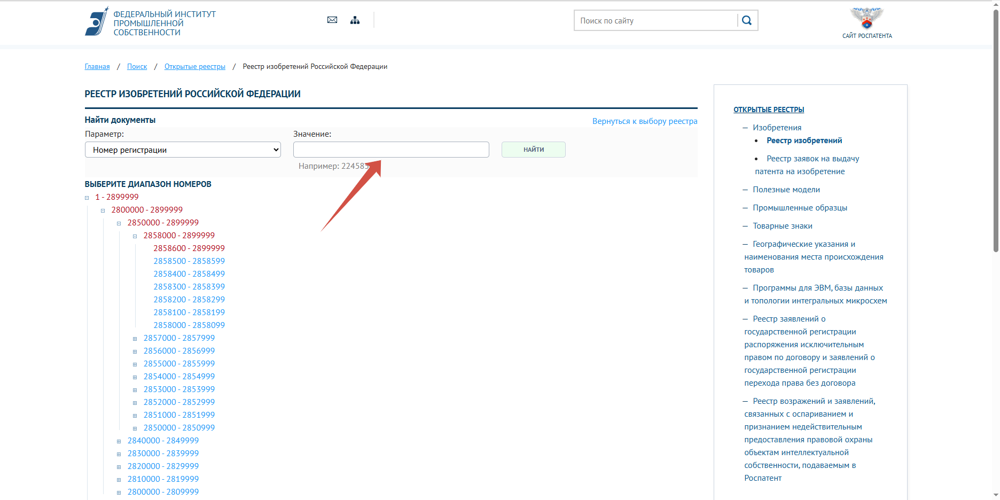 ФЕДЕРАЛЬНЫЙ ИНСТИТУТ
ПРОМЫШЛЕННОЙ
СОБСТВЕННОСТИ
Поиск по сайту
САЙТ РОСПАТЕНТА
Главная / Поиск / Открытые реестры / Реестр изобретений Российской Федерации
РЕЕСТР ИЗОБРЕТЕНИЙ РОССИЙСКОЙ ФЕДЕРАЦИИ
Найти документы
Вернуться к выбору реестра
Параметр:
Значение:
Номер регистрации
НАЙТИ
Например: 224585
ВЫБЕРИТЕ ДИАПАЗОН НОМЕРОВ
1 - 2899999
2800000 - 2899999
2850000 - 2899999
2858000 - 2899999
2858600 - 2899999
2858500 - 2858599
2858400 - 2858499
2858300 - 2858399
2858200 - 2858299
2858100 - 2858199
2858000 - 2858099
2857000 - 2857999
2856000 - 2856999
2855000 - 2855999
2854000 - 2854999
2853000 - 2853999
2852000 - 2852999
2851000 - 2851999
2850000 - 2850999
2840000 - 2849999
2830000 - 2839999
2820000 - 2829999
2810000 - 2819999
2800000 - 2809999
ОТКРЫТЫЕ РЕЕСТРЫ
— Изобретения
• Реестр изобретений
• Реестр заявок на выдачу
патента на изобретение
— Полезные модели
— Промышленные образцы
— Товарные знаки
— Географические указания и
наименования места происхождения
товаров
— Программы для ЭВМ, базы данных
и топологии интегральных микросхем
— Реестр заявлений о
государственной регистрации
распоряжения исключительным
правом по договору и заявлений о
государственной регистрации
перехода права без договора
— Реестр возражений и заявлений,
связанных с оспариванием и
признанием недействительным
предоставления правовой охраны
объектам интеллектуальной
собственности, подаваемым в
Роспатент